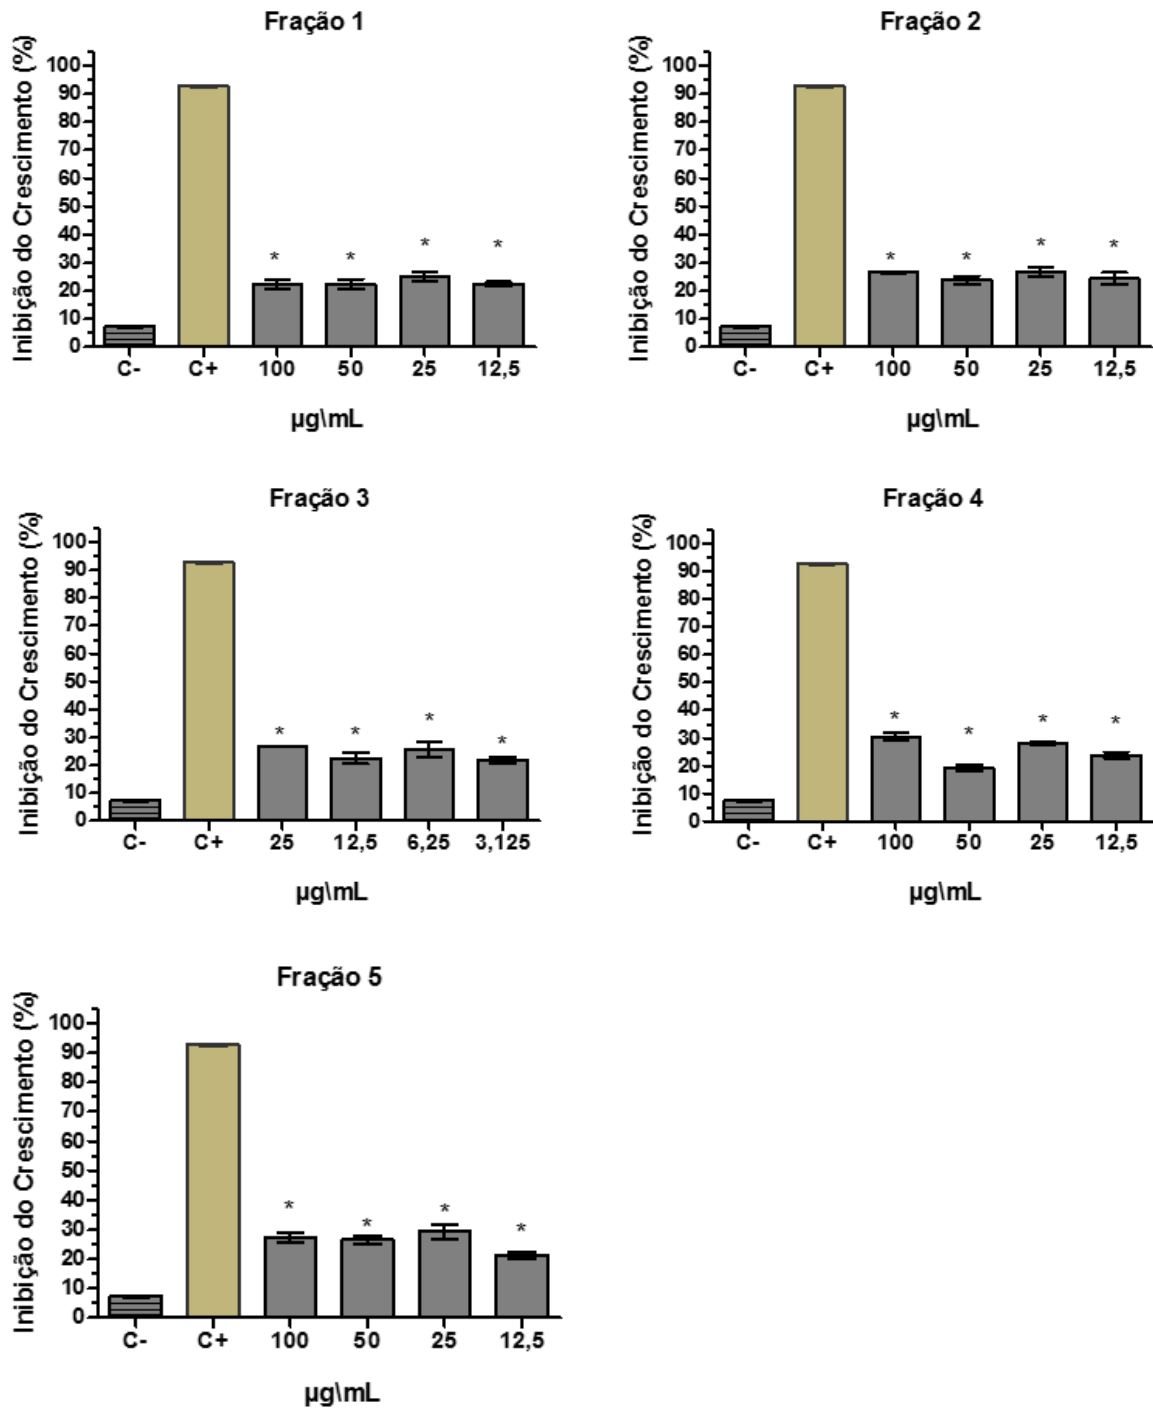 Fração 1
Inibição do Crescimento (%)
100
90
80
70
60
50
40
30
20
10
0
* * * *
C- C+ 100 50 25 12,5
µg\mL
Fração 2
Inibição do Crescimento (%)
100
90
80
70
60
50
40
30
20
10
0
* * * *
C- C+ 100 50 25 12,5
µg\mL
Fração 3
Inibição do Crescimento (%)
100
90
80
70
60
50
40
30
20
10
0
* * * *
C- C+ 25 12,5 6,25 3,125
µg\mL
Fração 4
Inibição do Crescimento (%)
100
90
80
70
60
50
40
30
20
10
0
* * * *
C- C+ 100 50 25 12,5
µg\mL
Fração 5
Inibição do Crescimento (%)
100
90
80
70
60
50
40
30
20
10
0
* * * *
C- C+ 100 50 25 12,5
µg\mL